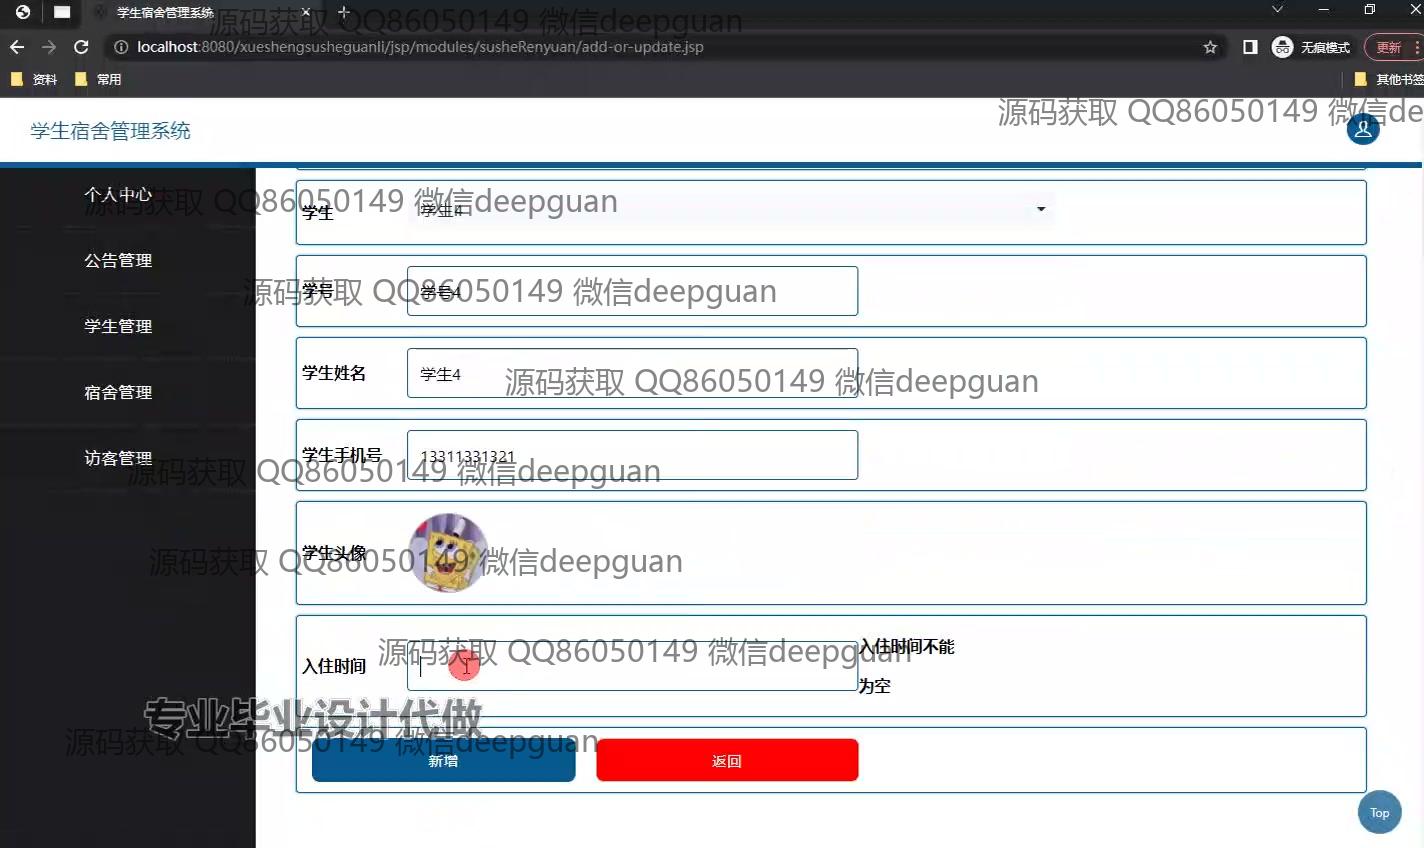 学生宿舍管理系统
源码获取 QQ86050149 微信deepguan
localhost:8080/xueshengsusheguanli/jsp/modules/susheRenyuan/add-or-update.jsp
无痕模式
更新
资料
常用
其他书签
源码获取 QQ86050149 微信de
学生宿舍管理系统
个人中心
源码获取 QQ86050149 微信deepguan
学生
学生4
公告管理
源码获取 QQ86050149 微信deepguan
学号
学号4
学生管理
学生姓名
学生4
源码获取 QQ86050149 微信deepguan
宿舍管理
学生手机号
13311331321
访客管理
源码获取 QQ86050149 微信deepguan
学生头像
源码获取 QQ86050149 微信deepguan
源码获取 QQ86050149 微信deepguan
入住时间
入住时间不能
为空
专业毕业设计代做
源码获取 QQ86050149 微信deepguan
新增
返回
Top